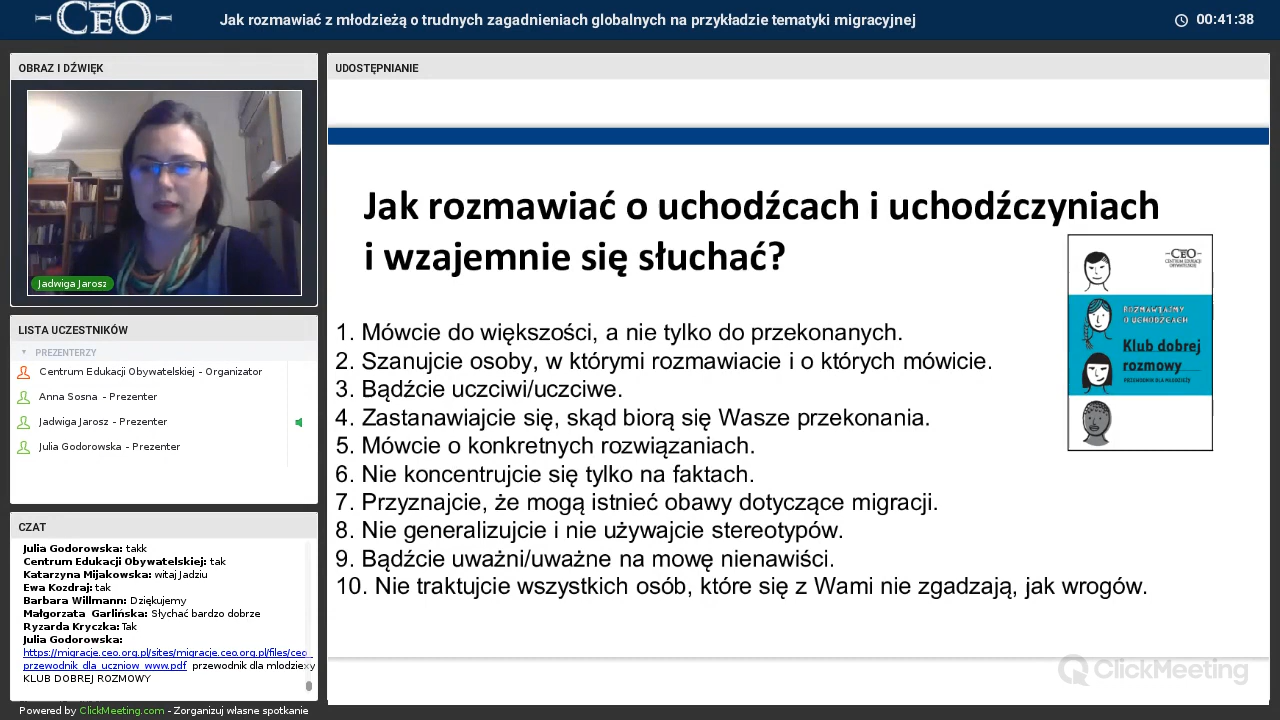 CEO
Jak rozmawiać z młodzieżą o trudnych zagadnieniach globalnych na przykładzie tematyki migracyjnej
00:41:38
OBRAZ I DŹWIĘK
Jadwiga Jarosz
LISTA UCZESTNIKÓW
PREZENTERZY
Centrum Edukacji Obywatelskiej - Organizator
Anna Sosna - Prezenter
Jadwiga Jarosz - Prezenter
Julia Godorowska - Prezenter
CZAT
Julia Godorowska: takk
Centrum Edukacji Obywatelskiej: tak
Katarzyna Mijakowska: witaj Jadziu
Ewa Kozdraj: tak
Barbara Willmann: Dziękujemy
Małgorzata Garlińska: Słychać bardzo dobrze
Ryzarda Kryczka: Tak
Julia Godorowska:
https://migracje.ceo.org.pl/sites/migracje.ceo.org.pl/files/ceo_
przewodnik_dla_uczniow_www.pdf przewodnik dla mlodziezy
KLUB DOBREJ ROZMOWY
Powered by ClickMeeting.com - Zorganizuj własne spotkanie
UDOSTĘPNIANIE
Jak rozmawiać o uchodźcach i uchodźczyniach
i wzajemnie się słuchać?
1. Mówcie do większości, a nie tylko do przekonanych.
2. Szanujcie osoby, w którymi rozmawiacie i o których mówicie.
3. Bądźcie uczciwi/uczciwe.
4. Zastanawiajcie się, skąd biorą się Wasze przekonania.
5. Mówcie o konkretnych rozwiązaniach.
6. Nie koncentrujcie się tylko na faktach.
7. Przyznajcie, że mogą istnieć obawy dotyczące migracji.
8. Nie generalizujcie i nie używajcie stereotypów.
9. Bądźcie uważni/uważne na mowę nienawiści.
10. Nie traktujcie wszystkich osób, które się z Wami nie zgadzają, jak wrogów.
CEO
CENTRUM EDUKACJI
OBYWATELSKIEJ
ROZMAWIAJMY
O UCHODŹCACH
Klub dobrej
rozmowy
PRZEWODNIK DLA MŁODZIEŻY
ClickMeeting